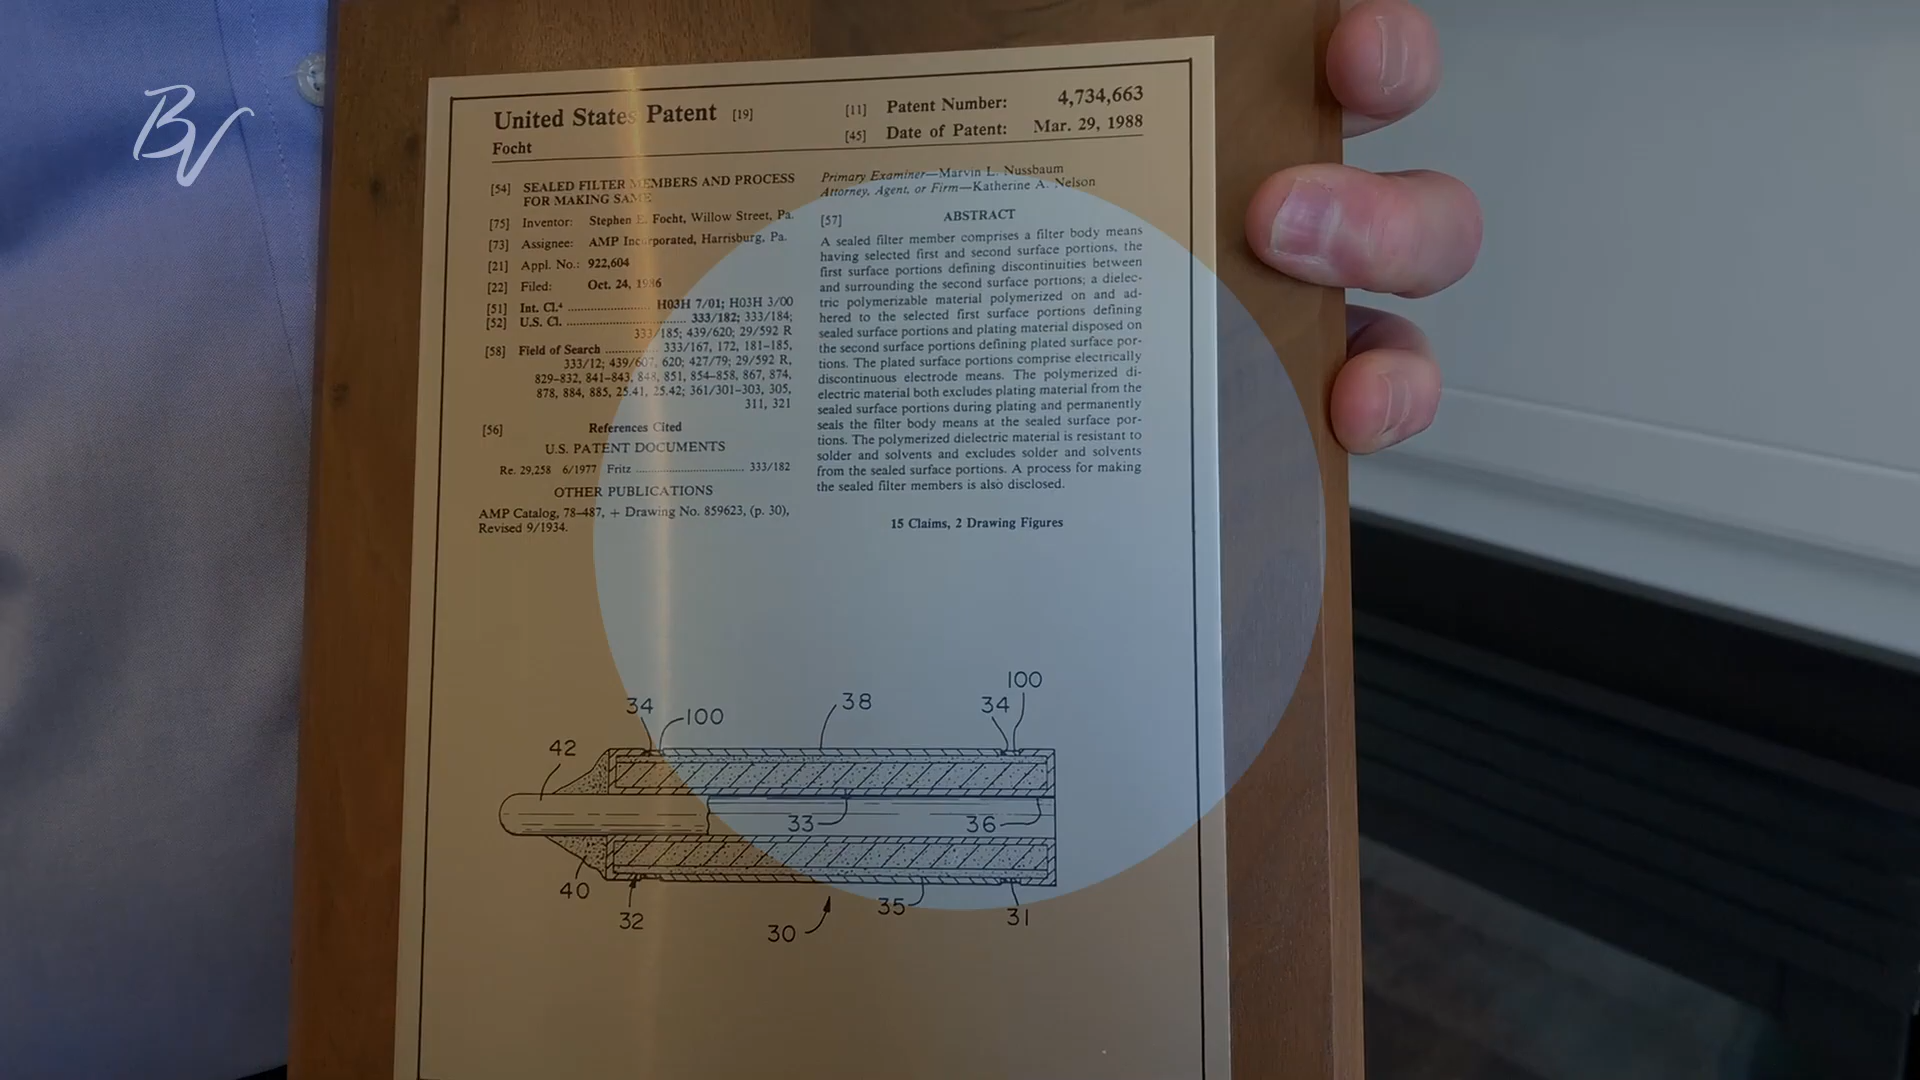 BV
United States Patent [19]
Focht
[11] Patent Number: 4,734,663
[45] Date of Patent: Mar. 29, 1988
[54] SEALED FILTER MEMBERS AND PROCESS
FOR MAKING SAME
[75] Inventor: Stephen E. Focht, Willow Street, Pa.
[73] Assignee: AMP Incorporated, Harrisburg, Pa.
[21] Appl. No.: 922,604
[22] Filed: Oct. 24, 1986
[51] Int. Cl.⁴ .......................... H03H 7/01; H03H 3/00
[52] U.S. Cl. .......................... 333/182; 333/184;
333/185; 439/620; 29/592 R
[58] Field of Search ............ 333/167, 172, 181-185,
333/12; 439/607, 620; 427/79; 29/592 R,
829-832, 841-843, 848, 851, 854-858, 867, 874,
878, 884, 885, 25.41, 25.42; 361/301-303, 305,
311, 321
[56] References Cited
U.S. PATENT DOCUMENTS
Re. 29,258 6/1977 Fritz .......................... 333/182
OTHER PUBLICATIONS
AMP Catalog, 78-487, + Drawing No. 859623, (p. 30),
Revised 9/1934.
Primary Examiner—Marvin L. Nussbaum
Attorney, Agent, or Firm—Katherine A. Nelson
[57] ABSTRACT
A sealed filter member comprises a filter body means
having selected first and second surface portions, the
first surface portions defining discontinuities between
and surrounding the second surface portions; a dielec-
tric polymerizable material polymerized on and ad-
hered to the selected first surface portions defining
sealed surface portions and plating material disposed on
the second surface portions defining plated surface por-
tions. The plated surface portions comprise electrically
discontinuous electrode means. The polymerized di-
electric material both excludes plating material from the
sealed surface portions during plating and permanently
seals the filter body means at the sealed surface por-
tions. The polymerized dielectric material is resistant to
solder and solvents and excludes solder and solvents
from the sealed surface portions. A process for making
the sealed filter members is also disclosed.
15 Claims, 2 Drawing Figures
34 100 38 34 100
42
33 36
40 32 30 35 31